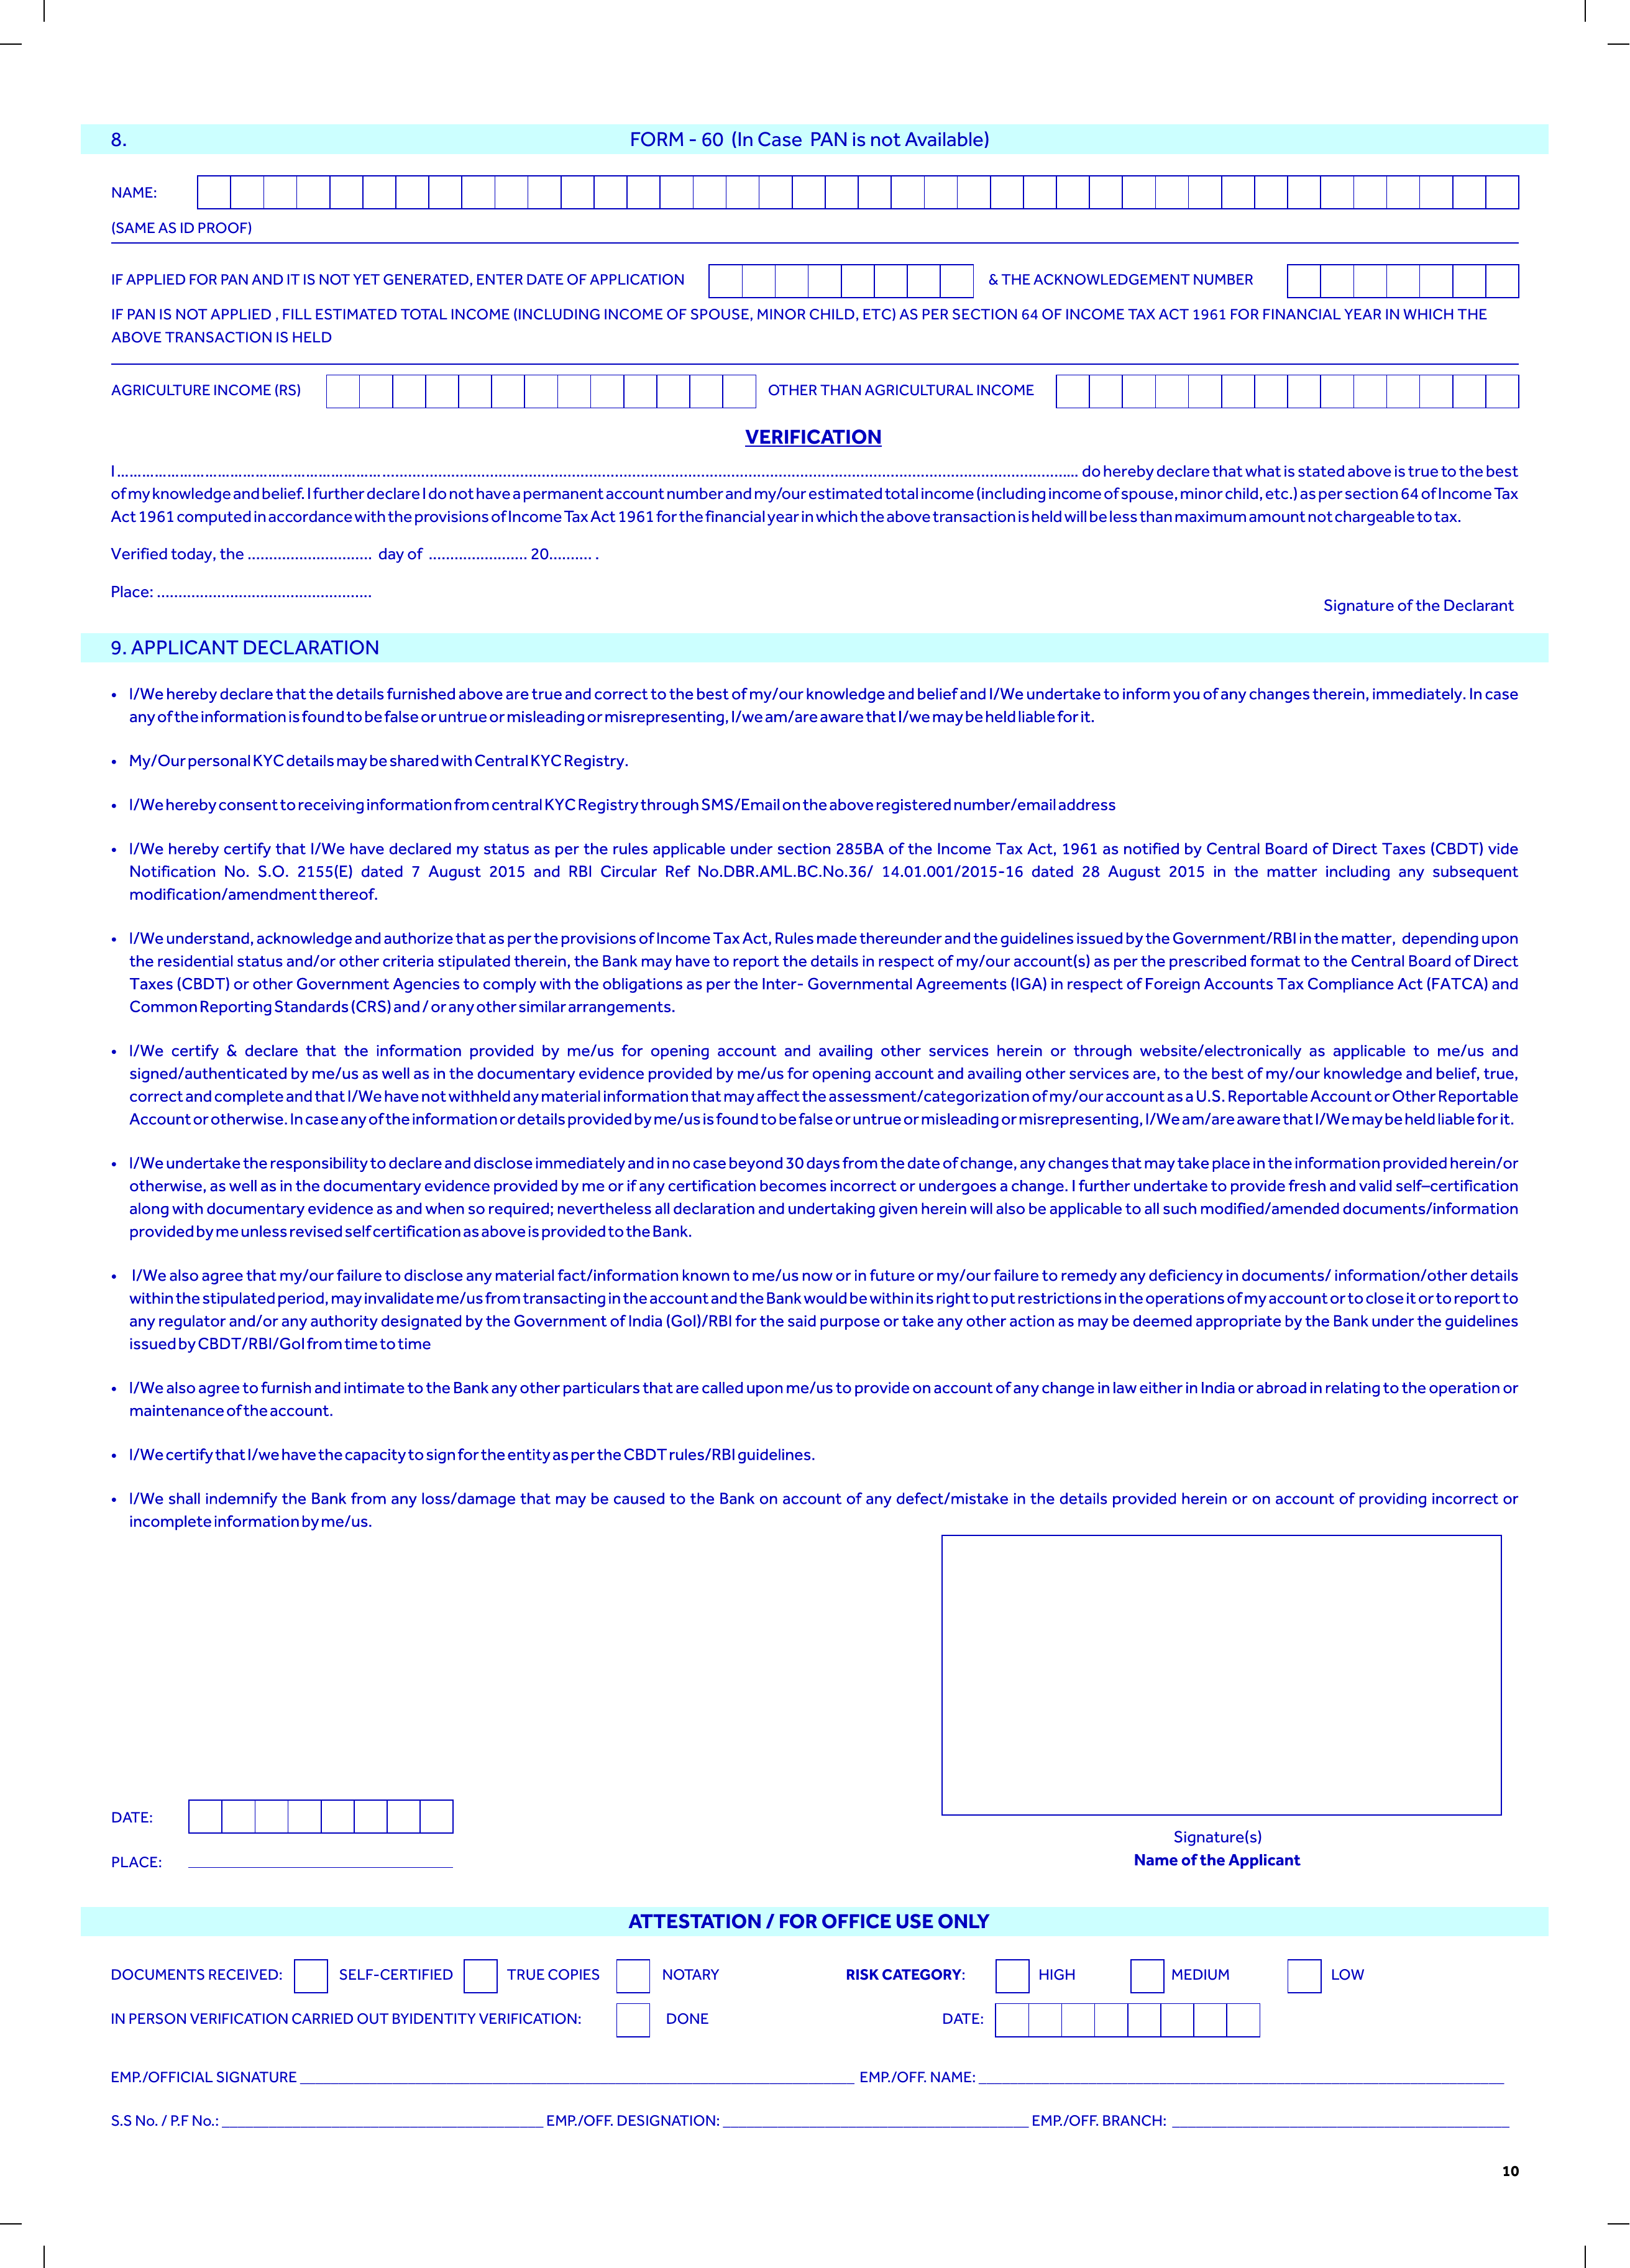 8. FORM - 60 (In Case PAN is not Available)
NAME:
(SAME AS ID PROOF)
IF APPLIED FOR PAN AND IT IS NOT YET GENERATED, ENTER DATE OF APPLICATION & THE ACKNOWLEDGEMENT NUMBER
IF PAN IS NOT APPLIED , FILL ESTIMATED TOTAL INCOME (INCLUDING INCOME OF SPOUSE, MINOR CHILD, ETC) AS PER SECTION 64 OF INCOME TAX ACT 1961 FOR FINANCIAL YEAR IN WHICH THE
ABOVE TRANSACTION IS HELD
AGRICULTURE INCOME (RS) OTHER THAN AGRICULTURAL INCOME
VERIFICATION
I........................................................................................................ do hereby declare that what is stated above is true to the best
of my knowledge and belief. I further declare I do not have a permanent account number and my/our estimated total income (including income of spouse, minor child, etc.) as per section 64 of Income Tax
Act 1961 computed in accordance with the provisions of Income Tax Act 1961 for the financial year in which the above transaction is held will be less than maximum amount not chargeable to tax.
Verified today, the ............................. day of ....................... 20.......... .
Place: ..................................................
Signature of the Declarant
9. APPLICANT DECLARATION
• I/We hereby declare that the details furnished above are true and correct to the best of my/our knowledge and belief and I/We undertake to inform you of any changes therein, immediately. In case
any of the information is found to be false or untrue or misleading or misrepresenting, I/we am/are aware that I/we may be held liable for it.
• My/Our personal KYC details may be shared with Central KYC Registry.
• I/We hereby consent to receiving information from central KYC Registry through SMS/Email on the above registered number/email address
• I/We hereby certify that I/We have declared my status as per the rules applicable under section 285BA of the Income Tax Act, 1961 as notified by Central Board of Direct Taxes (CBDT) vide
Notification No. S.O. 2155(E) dated 7 August 2015 and RBI Circular Ref No.DBR.AML.BC.No.36/ 14.01.001/2015-16 dated 28 August 2015 in the matter including any subsequent
modification/amendment thereof.
• I/We understand, acknowledge and authorize that as per the provisions of Income Tax Act, Rules made thereunder and the guidelines issued by the Government/RBI in the matter, depending upon
the residential status and/or other criteria stipulated therein, the Bank may have to report the details in respect of my/our account(s) as per the prescribed format to the Central Board of Direct
Taxes (CBDT) or other Government Agencies to comply with the obligations as per the Inter- Governmental Agreements (IGA) in respect of Foreign Accounts Tax Compliance Act (FATCA) and
Common Reporting Standards (CRS) and / or any other similar arrangements.
• I/We certify & declare that the information provided by me/us for opening account and availing other services herein or through website/electronically as applicable to me/us and
signed/authenticated by me/us as well as in the documentary evidence provided by me/us for opening account and availing other services are, to the best of my/our knowledge and belief, true,
correct and complete and that I/We have not withheld any material information that may affect the assessment/categorization of my/our account as a U.S. Reportable Account or Other Reportable
Account or otherwise. In case any of the information or details provided by me/us is found to be false or untrue or misleading or misrepresenting, I/We am/are aware that I/We may be held liable for it.
• I/We undertake the responsibility to declare and disclose immediately and in no case beyond 30 days from the date of change, any changes that may take place in the information provided herein/or
otherwise, as well as in the documentary evidence provided by me or if any certification becomes incorrect or undergoes a change. I further undertake to provide fresh and valid self–certification
along with documentary evidence as and when so required; nevertheless all declaration and undertaking given herein will also be applicable to all such modified/amended documents/information
provided by me unless revised self certification as above is provided to the Bank.
• I/We also agree that my/our failure to disclose any material fact/information known to me/us now or in future or my/our failure to remedy any deficiency in documents/ information/other details
within the stipulated period, may invalidate me/us from transacting in the account and the Bank would be within its right to put restrictions in the operations of my account or to close it or to report to
any regulator and/or any authority designated by the Government of India (GoI)/RBI for the said purpose or take any other action as may be deemed appropriate by the Bank under the guidelines
issued by CBDT/RBI/GoI from time to time
• I/We also agree to furnish and intimate to the Bank any other particulars that are called upon me/us to provide on account of any change in law either in India or abroad in relating to the operation or
maintenance of the account.
• I/We certify that I/we have the capacity to sign for the entity as per the CBDT rules/RBI guidelines.
• I/We shall indemnify the Bank from any loss/damage that may be caused to the Bank on account of any defect/mistake in the details provided herein or on account of providing incorrect or
incomplete information by me/us.
DATE:
PLACE:
Signature(s)
Name of the Applicant
ATTESTATION / FOR OFFICE USE ONLY
DOCUMENTS RECEIVED: SELF-CERTIFIED TRUE COPIES NOTARY RISK CATEGORY: HIGH MEDIUM LOW
IN PERSON VERIFICATION CARRIED OUT BYIDENTITY VERIFICATION: DONE DATE:
EMP./OFFICIAL SIGNATURE ____________________ EMP./OFF. NAME: ____________________
S.S No. / P.F No.: ____________________ EMP./OFF. DESIGNATION: ____________________ EMP./OFF. BRANCH: ____________________
10